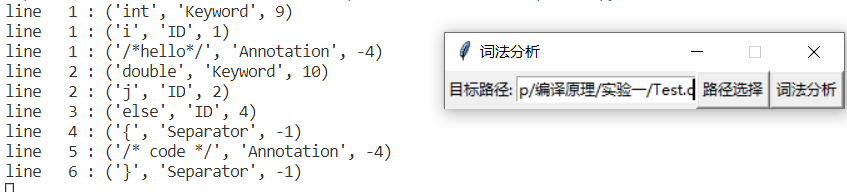 line   1 : ('int', 'Keyword', 9)
line   1 : ('i', 'ID', 1)
line   1 : ('/*hello*/', 'Annotation', -4)
line   2 : ('double', 'Keyword', 10)
line   2 : ('j', 'ID', 2)
line   3 : ('else', 'ID', 4)
line   4 : ('{', 'Separator', -1)
line   5 : ('/* code */', 'Annotation', -4)
line   6 : ('}', 'Separator', -1)
词法分析
目标路径: p/编译原理/实验一/Test.c 路径选择 词法分析